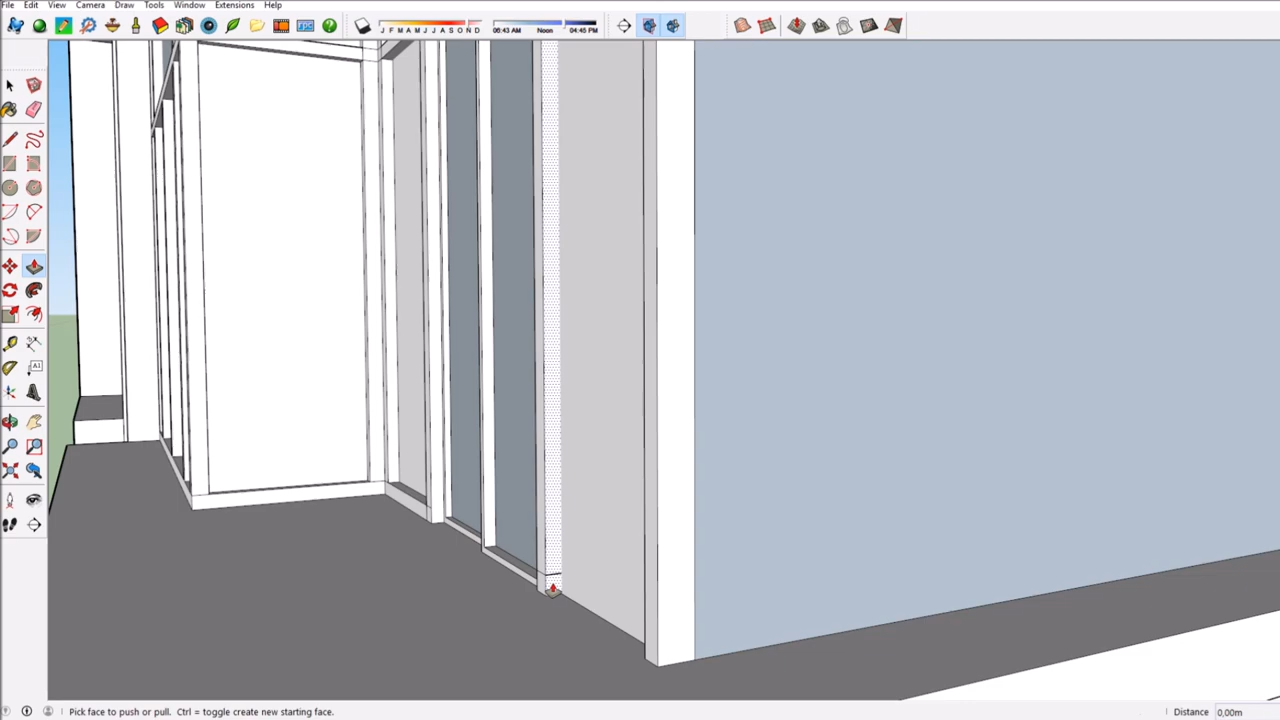 File Edit View Camera Draw Tools Window Extensions Help
J F M A M J J A S O N D 06:43 AM Noon 04:45 PM
A1
Pick face to push or pull. Ctrl = toggle create new starting face. Distance 0,00m